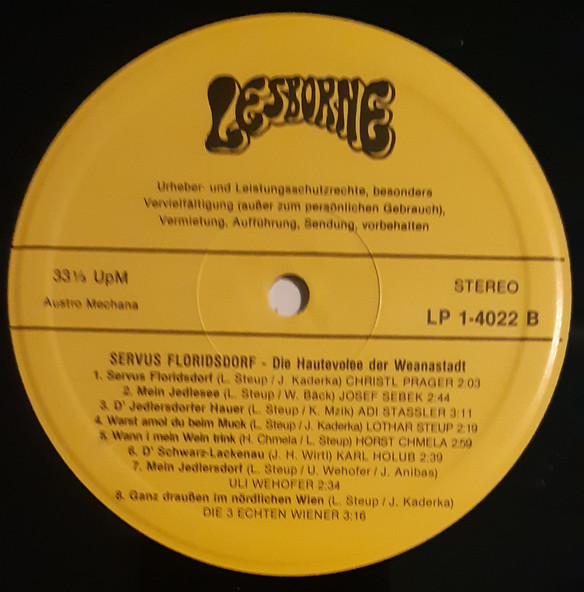 LESBORNE
Urheber- und Leistungsschutzrechte, besonders
Vervielfältigung (außer zum persönlichen Gebrauch),
Vermietung, Aufführung, Sendung, vorbehalten
33⅓ UpM
Austro Mechana
STEREO
LP 1-4022 B
SERVUS FLORIDSDORF - Die Hautevolee der Weanastadt
1. Servus Floridsdorf (L. Steup / J. Kaderka) CHRISTL PRAGER 2:03
2. Mein Jedlesee (L. Steup / W. Bäck) JOSEF SEBEK 2:44
3. D' Jedlersdorfer Hauer (L. Steup / K. Mzik) ADI STASSLER 3:11
4. Warst amol du beim Muck (L. Steup / J. Kaderka) LOTHAR STEUP 2:19
5. Wann i mein Wein trink (H. Chmela / L. Steup) HORST CHMELA 2:59
6. D' Schwarz-Lackenau (J. H. Wirtl) KARL HOLUB 2:39
7. Mein Jedlersdorf (L. Steup / U. Wehofer / J. Anibas)
ULI WEHOFER 2:34
8. Ganz draußen im nördlichen Wien (L. Steup / J. Kaderka)
DIE 3 ECHTEN WIENER 3:16